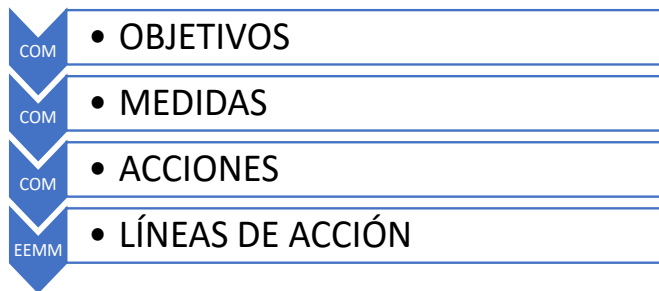 COM • OBJETIVOS
COM • MEDIDAS
COM • ACCIONES
EEMM • LÍNEAS DE ACCIÓN